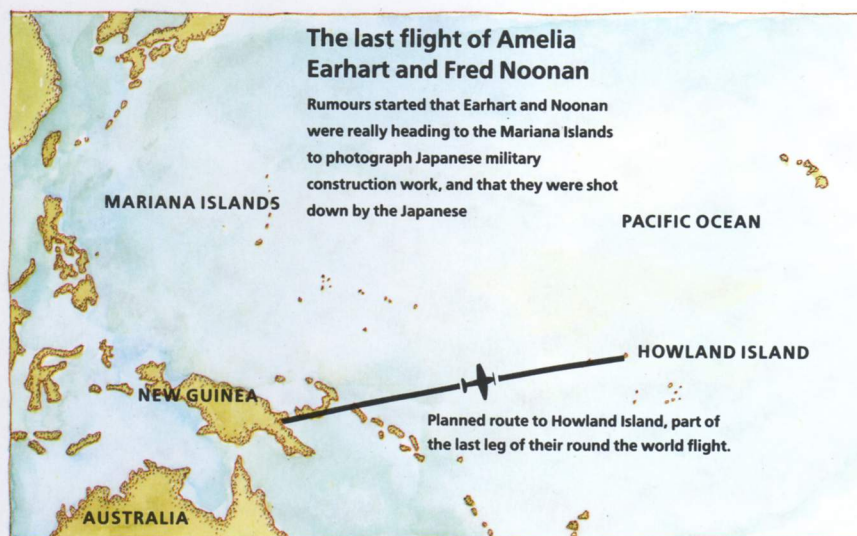 The last flight of Amelia
Earhart and Fred Noonan
Rumours started that Earhart and Noonan
were really heading to the Mariana Islands
to photograph Japanese military
construction work, and that they were shot
down by the Japanese
MARIANA ISLANDS
PACIFIC OCEAN
HOWLAND ISLAND
NEW GUINEA
Planned route to Howland Island, part of
the last leg of their round the world flight.
AUSTRALIA